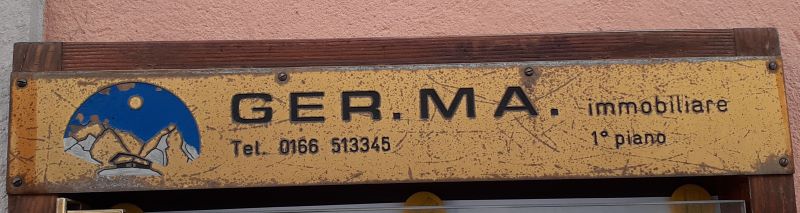 GER.MA. immobiliare
Tel. 0166 513345 1° piano